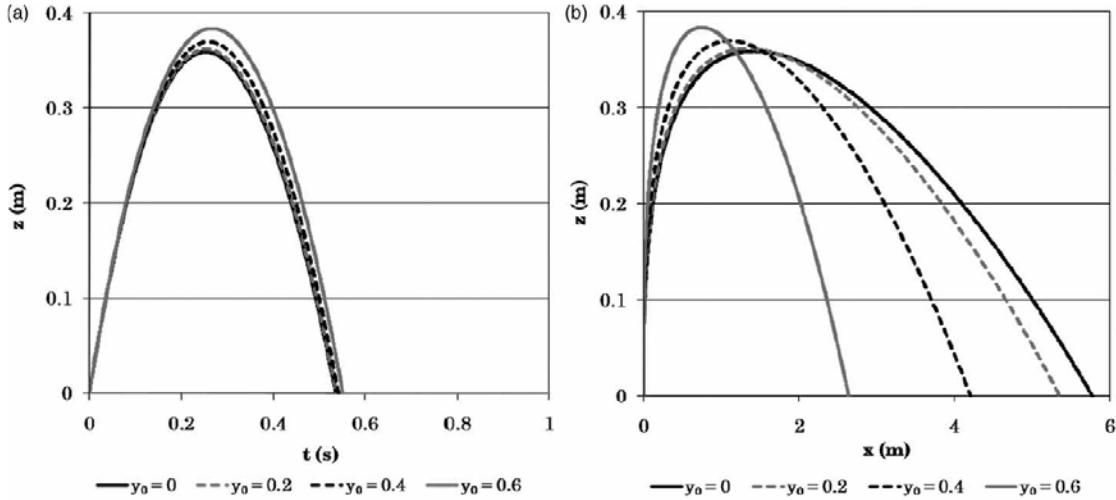 (a)
0.4
0.3
0.2
0.1
0
z (m)
0 0.2 0.4 0.6 0.8 1
t (s)
y₀ = 0 y₀ = 0.2 y₀ = 0.4 y₀ = 0.6
(b)
0.4
0.3
0.2
0.1
0
z (m)
0 2 4 6
x (m)
y₀ = 0 y₀ = 0.2 y₀ = 0.4 y₀ = 0.6